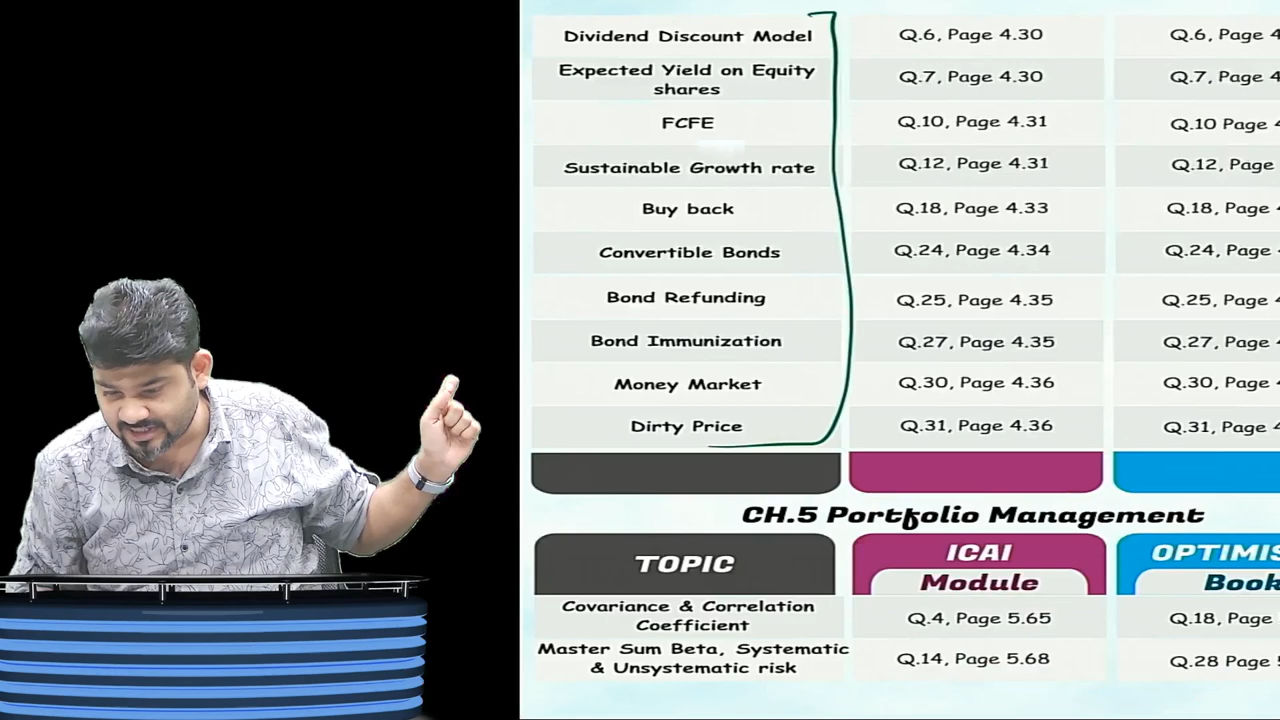 Dividend Discount Model Q.6, Page 4.30 Q.6, Page 4
Expected Yield on Equity
shares Q.7, Page 4.30 Q.7, Page 4
FCFE Q.10, Page 4.31 Q.10 Page 4
Sustainable Growth rate Q.12, Page 4.31 Q.12, Page
Buy back Q.18, Page 4.33 Q.18, Page 4
Convertible Bonds Q.24, Page 4.34 Q.24, Page
Bond Refunding Q.25, Page 4.35 Q.25, Page 4
Bond Immunization Q.27, Page 4.35 Q.27, Page 4
Money Market Q.30, Page 4.36 Q.30, Page 4
Dirty Price Q.31, Page 4.36 Q.31, Page 4
CH.5 Portfolio Management
TOPIC ICAI OPTIMIS
Module Book
Covariance & Correlation
Coefficient Q.4, Page 5.65 Q.18, Page
Master Sum Beta, Systematic
& Unsystematic risk Q.14, Page 5.68 Q.28 Page 5